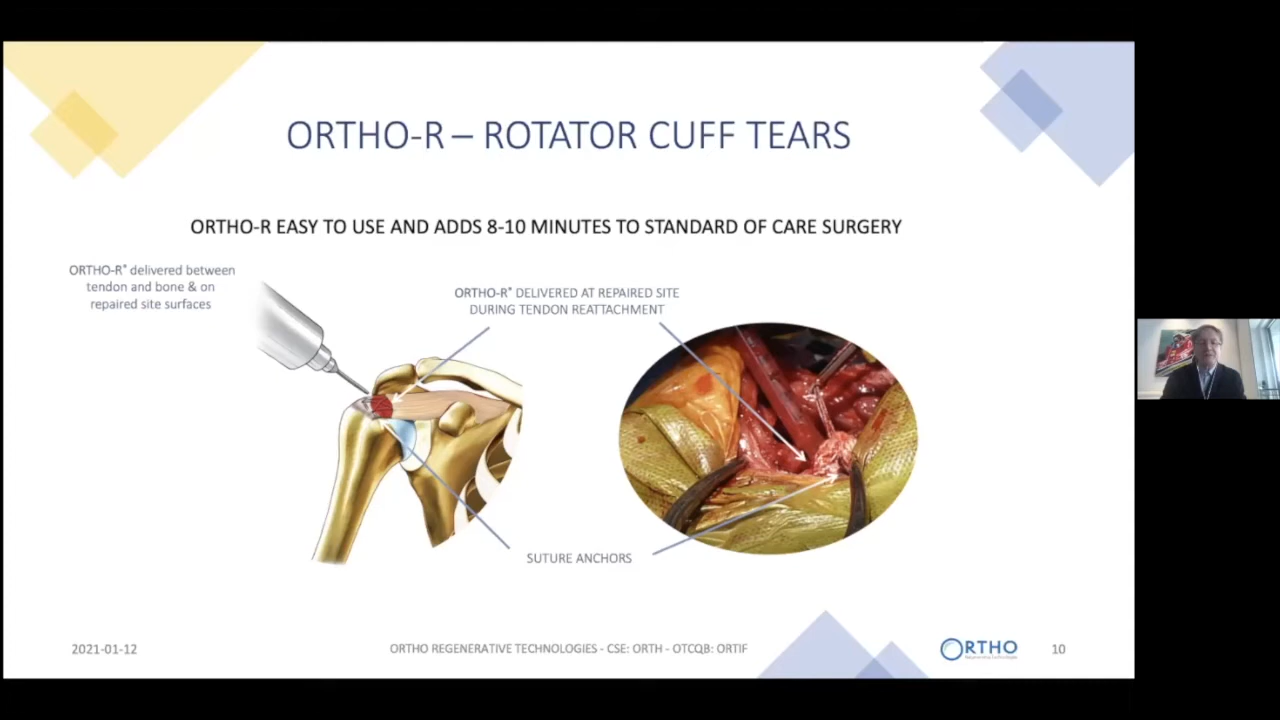 ORTHO-R – ROTATOR CUFF TEARS
ORTHO-R EASY TO USE AND ADDS 8-10 MINUTES TO STANDARD OF CARE SURGERY
ORTHO-R* delivered between
tendon and bone & on
repaired site surfaces
ORTHO-R* DELIVERED AT REPAIRED SITE
DURING TENDON REATTACHMENT
SUTURE ANCHORS
2021-01-12
ORTHO REGENERATIVE TECHNOLOGIES - CSE: ORTH - OTCQB: ORTIF
ORTHO
10